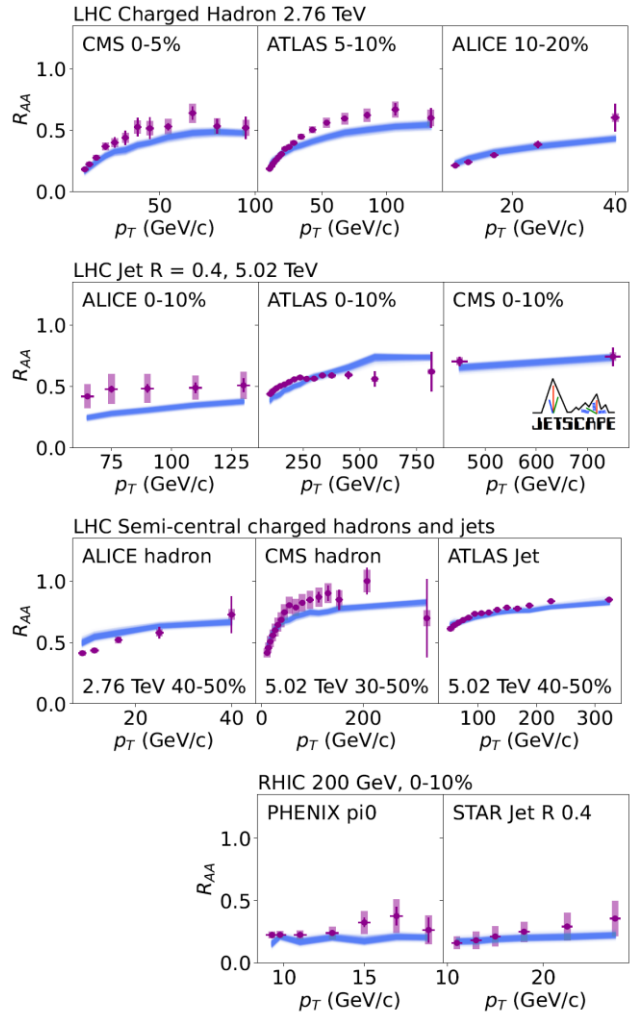 LHC Charged Hadron 2.76 TeV
CMS 0-5% ATLAS 5-10% ALICE 10-20%
1.0
R_AA
0.5
0.0
50 100 50 100 20 40
p_T (GeV/c) p_T (GeV/c) p_T (GeV/c)
LHC Jet R = 0.4, 5.02 TeV
ALICE 0-10% ATLAS 0-10% CMS 0-10%
1.0
R_AA
0.5
JETSCAPE
0.0
75 100 125 250 500 750 500 600 700
p_T (GeV/c) p_T (GeV/c) p_T (GeV/c)
LHC Semi-central charged hadrons and jets
ALICE hadron CMS hadron ATLAS Jet
1.0
R_AA
0.5
2.76 TeV 40-50% 5.02 TeV 30-50% 5.02 TeV 40-50%
0.0
20 40 0 200 100 200 300
p_T (GeV/c) p_T (GeV/c) p_T (GeV/c)
RHIC 200 GeV, 0-10%
PHENIX pi0 STAR Jet R 0.4
1.0
R_AA
0.5
0.0
10 15 10 20
p_T (GeV/c) p_T (GeV/c)